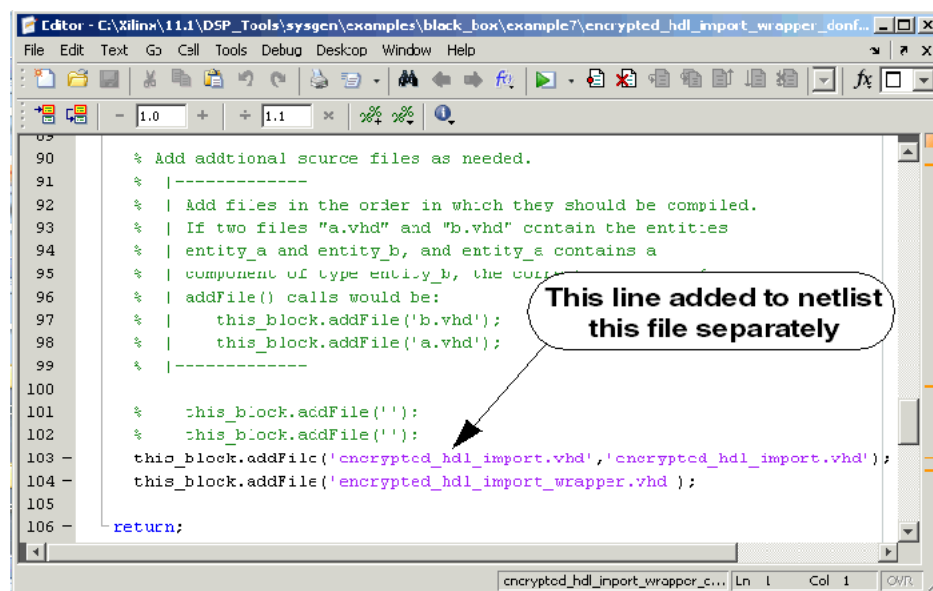 Editor - C:\Xilinx\11.1\DSP_Tools\sysgen\examples\black_box\example7\encrypted_hdl_import_wrapper_conf...
File Edit Text Go Cell Tools Debug Desktop Window Help
- 1.0 + ÷ 1.1 ×
89
90 % Add addtional source files as needed.
91 % |-------------
92 % | Add files in the order in which they should be compiled.
93 % | If two files "a.vhd" and "b.vhd" contain the entities
94 % | entity_a and entity_b, and entity_a contains a
95 % | component of type entity_b, the
96 % | addFile() calls would be:
97 % | this_block.addFile('b.vhd');
98 % | this_block.addFile('a.vhd');
99 % |-------------
100
101 % this_block.addFile('');
102 % this_block.addFile('');
103 - this_block.addFile('encrypted_hdl_import.vhd','encrypted_hdl_import.vhd');
104 - this_block.addFile('encrypted_hdl_import_wrapper.vhd');
105
106 - return;
This line added to netlist
this file separately
encrypted_hdl_import_wrapper_c... Ln 1 Col 1 OVR